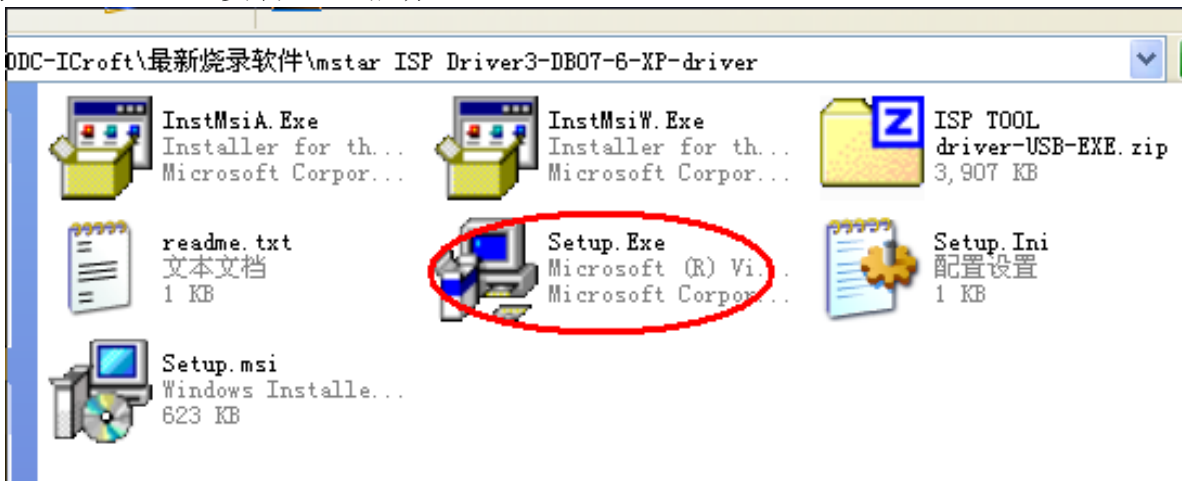 ODC-ICroft\最新烧录软件\mstar ISP Driver3-DB07-6-XP-driver
InstMsiA.Exe
Installer for th...
Microsoft Corpor...
InstMsiW.Exe
Installer for th...
Microsoft Corpor...
ISP TOOL
driver-USB-EXE.zip
3,907 KB
readme.txt
文本文档
1 KB
Setup.Exe
Microsoft (R) Vi...
Microsoft Corpor...
Setup.Ini
配置设置
1 KB
Setup.msi
Windows Installe...
623 KB